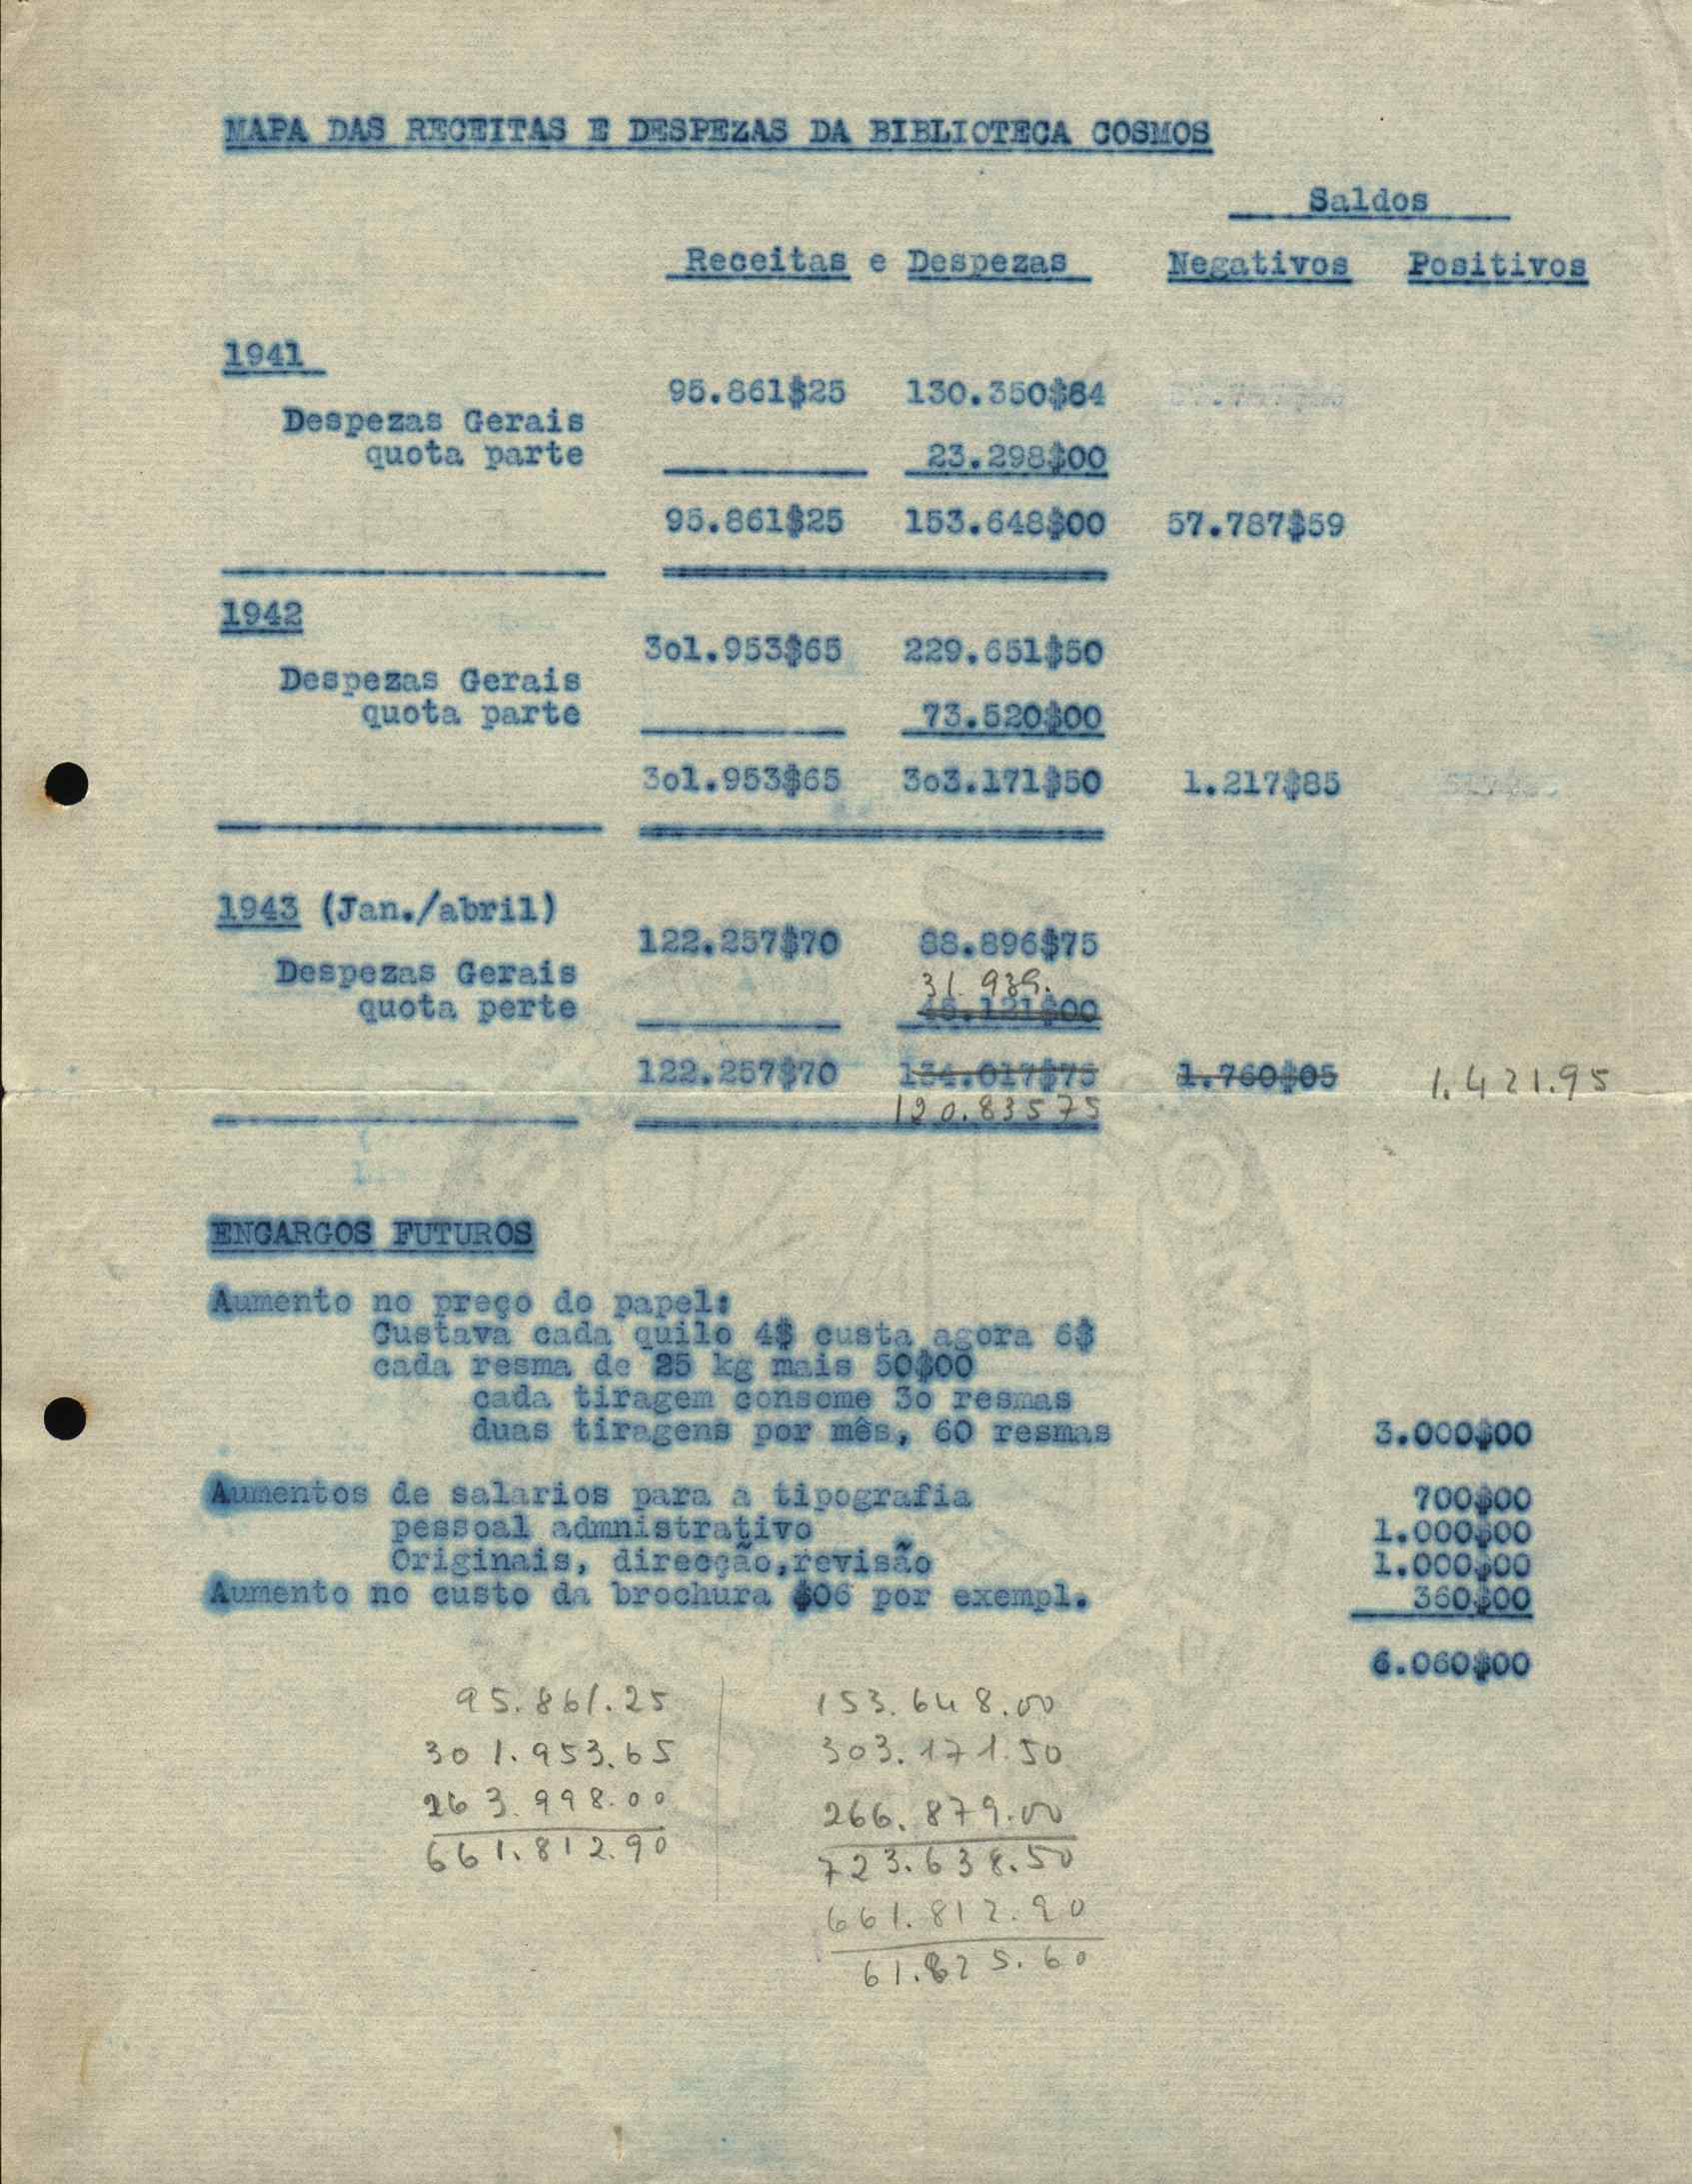 MAPA DAS RECEITAS E DESPEZAS DA BIBLIOTECA COSMOS
Saldos
Receitas e Despezas Negativos Positivos
1941
95.861$25 130.350$84
Despezas Gerais
quota parte 23.298$00
95.861$25 153.648$00 57.787$59
1942
3o1.953$65 229.651$50
Despezas Gerais
quota parte 73.520$00
3o1.953$65 3o3.171$50 1.217$85
1943 (Jan./abril)
122.257$70 88.896$75
Despezas Gerais 31.939.
quota perte 45.121$00
122.257$70 134.017$75 1.760$05 1.421.95
120.83575
ENCARGOS FUTUROS
Aumento no preço do papel:
Custava cada quilo 4$ custa agora 6$
cada resma de 25 kg mais 50$00
cada tiragem consome 3o resmas
duas tiragens por mês, 60 resmas 3.000$00
Aumentos de salarios para a tipografia 700$00
pessoal admnistrativo 1.000$00
Originais, direcção,revisão 1.000$00
Aumento no custo da brochura $06 por exempl. 360$00
6.060$00
95.861.25 153.648.00
301.953.65 303.171.50
263.998.00 266.879.00
661.812.90 723.638.50
661.812.90
61.825.60